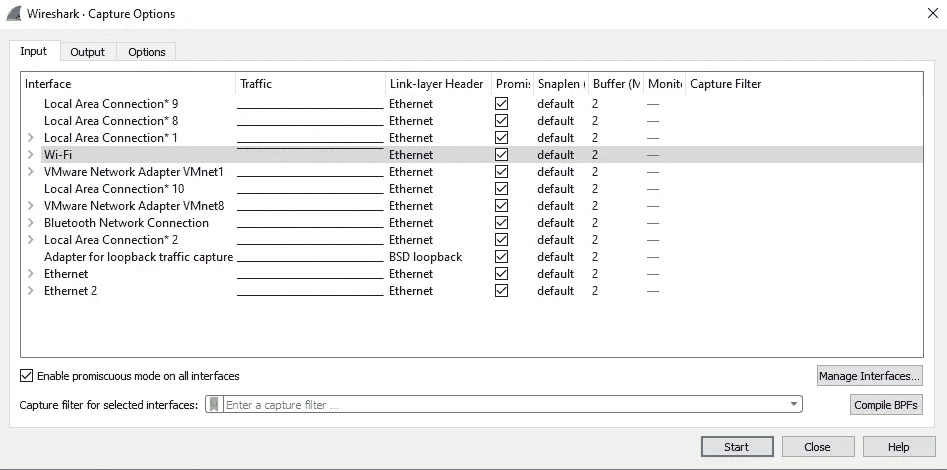 Wireshark · Capture Options
Input Output Options
Interface Traffic Link-layer Header Promis Snaplen ( Buffer (M Monito Capture Filter
Local Area Connection* 9 Ethernet default 2 —
Local Area Connection* 8 Ethernet default 2 —
Local Area Connection* 1 Ethernet default 2 —
Wi-Fi Ethernet default 2 —
VMware Network Adapter VMnet1 Ethernet default 2 —
Local Area Connection* 10 Ethernet default 2 —
VMware Network Adapter VMnet8 Ethernet default 2 —
Bluetooth Network Connection Ethernet default 2 —
Local Area Connection* 2 Ethernet default 2 —
Adapter for loopback traffic capture BSD loopback default 2 —
Ethernet Ethernet default 2 —
Ethernet 2 Ethernet default 2 —
Enable promiscuous mode on all interfaces Manage Interfaces...
Capture filter for selected interfaces: Enter a capture filter ... Compile BPFs
Start Close Help